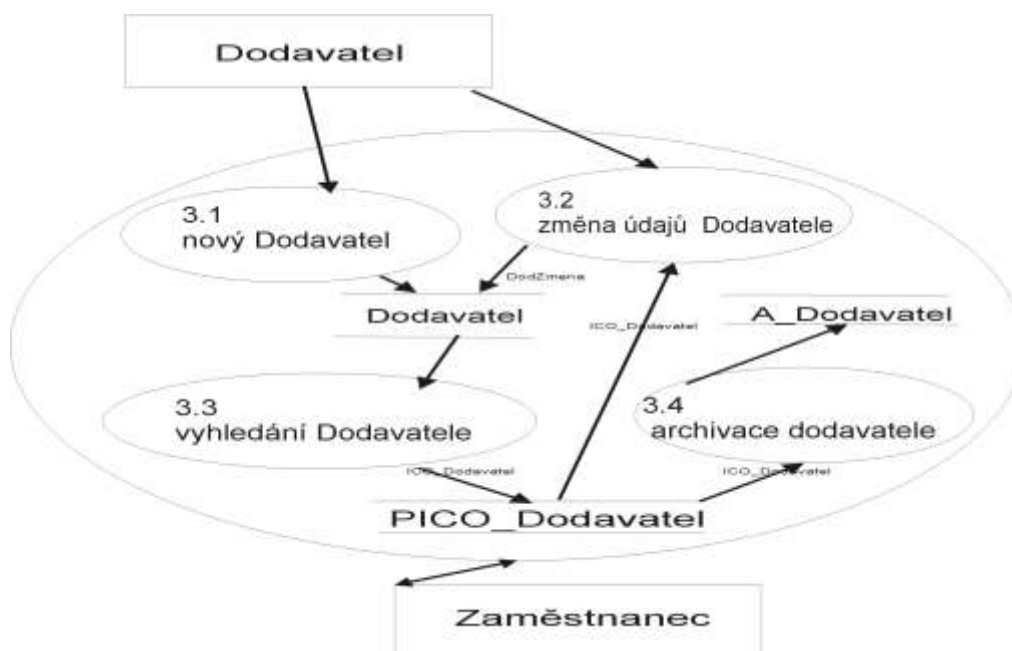 Dodavatel
3.1
nový Dodavatel
3.2
změna údajů Dodavatele
DodZmena
Dodavatel
ICO_Dodavatel
A_Dodavatel
3.3
vyhledání Dodavatele
3.4
archivace dodavatele
ICO_Dodavatel
ICO_Dodavatel
PICO_Dodavatel
Zaměstnanec